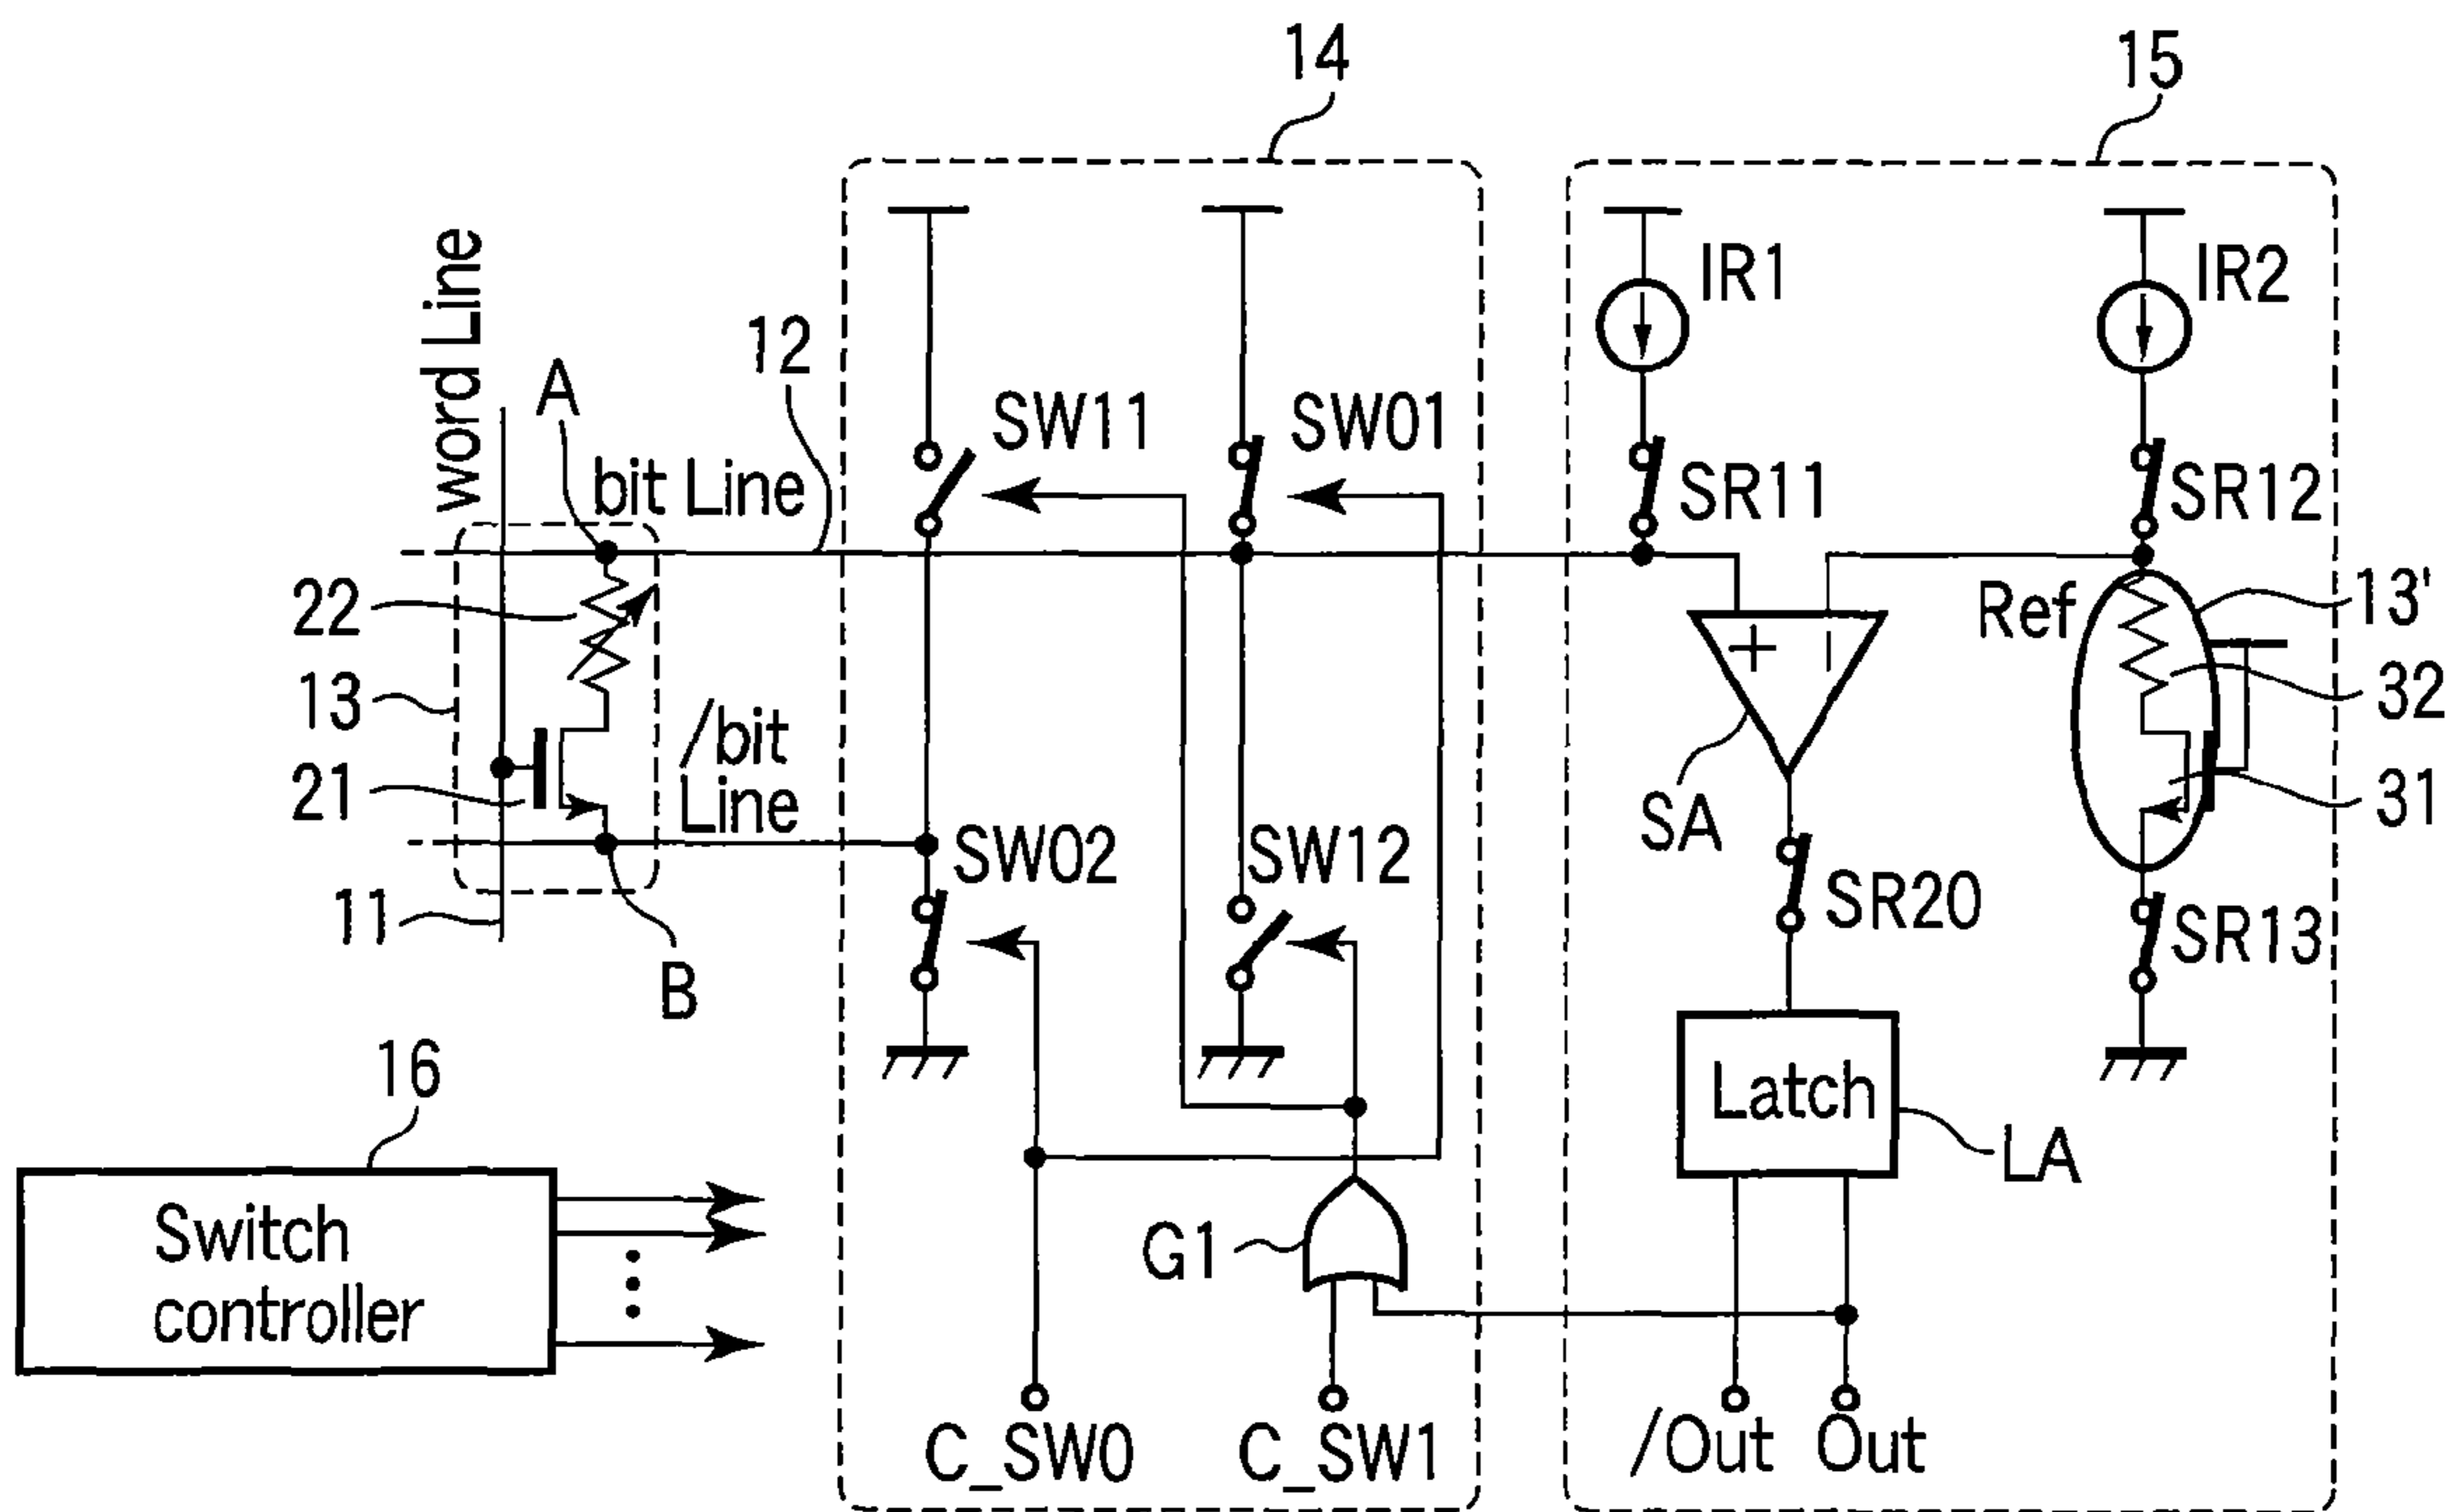 14
15
word Line
12
A
bit Line
SW11
SW01
IR1
IR2
SR11
SR12
22
13
21
/bit
Line
11
B
SW02
SW12
Ref
13'
32
31
+
−
SA
SR20
SR13
16
Switch
controller
Latch
LA
G1
C_SW0
C_SW1
/Out
Out